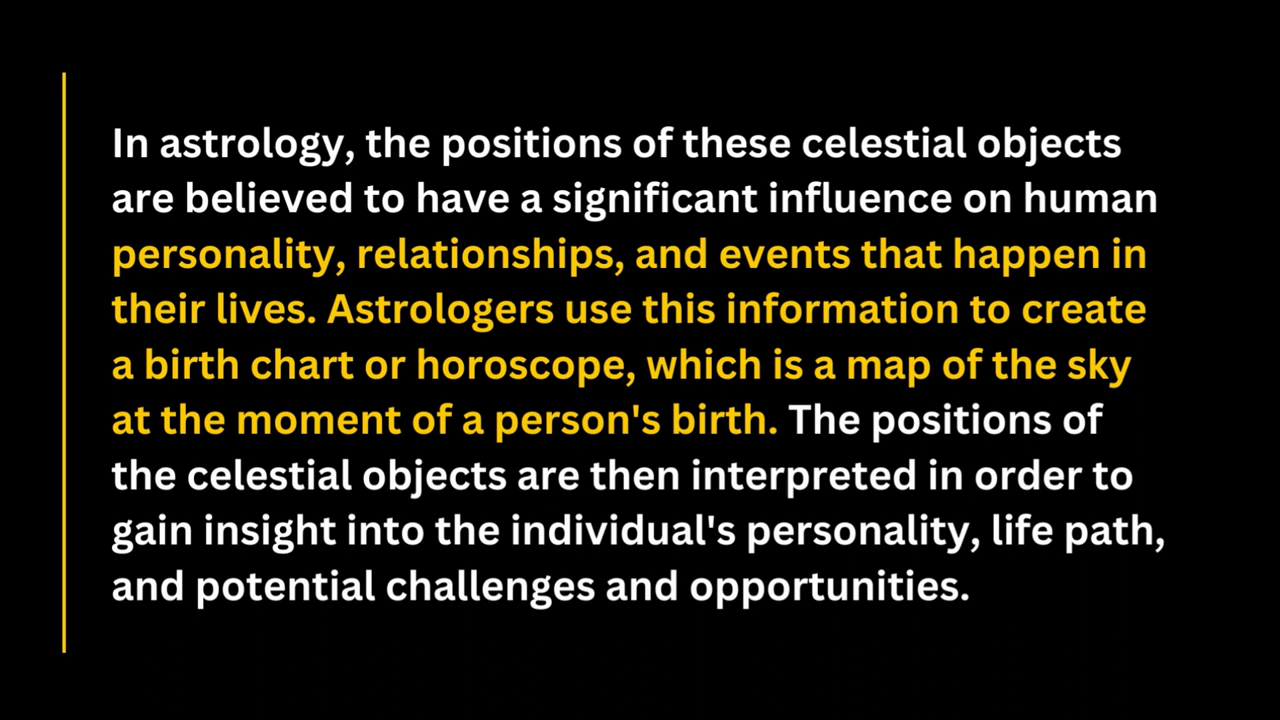 In astrology, the positions of these celestial objects
are believed to have a significant influence on human
personality, relationships, and events that happen in
their lives. Astrologers use this information to create
a birth chart or horoscope, which is a map of the sky
at the moment of a person's birth. The positions of
the celestial objects are then interpreted in order to
gain insight into the individual's personality, life path,
and potential challenges and opportunities.